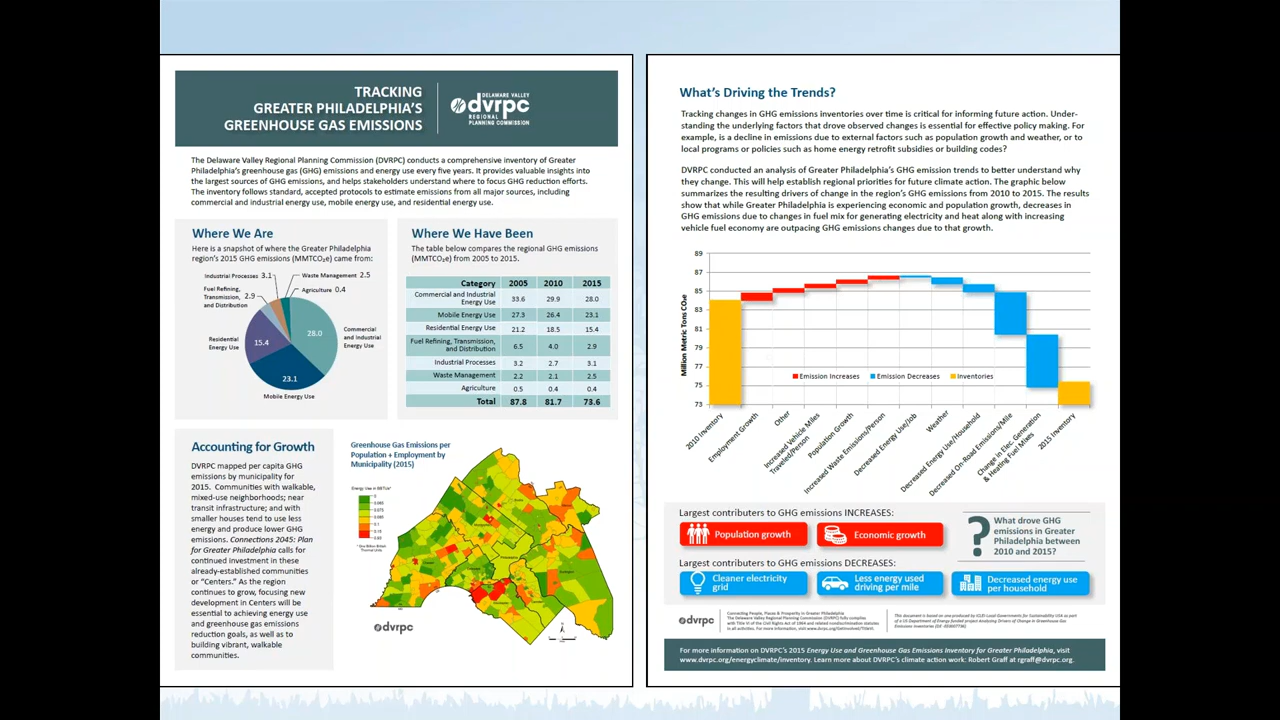 TRACKING
GREATER PHILADELPHIA'S
GREENHOUSE GAS EMISSIONS
DELAWARE VALLEY
dvrpc
REGIONAL
PLANNING COMMISSION
The Delaware Valley Regional Planning Commission (DVRPC) conducts a comprehensive inventory of Greater
Philadelphia's greenhouse gas (GHG) emissions and energy use every five years. It provides valuable insights into
the largest sources of GHG emissions, and helps stakeholders understand where to focus GHG reduction efforts.
The inventory follows standard, accepted protocols to estimate emissions from all major sources, including
commercial and industrial energy use, mobile energy use, and residential energy use.
Where We Are
Here is a snapshot of where the Greater Philadelphia
region's 2015 GHG emissions (MMTCO₂e) came from:
Industrial Processes 3.1
Waste Management 2.5
Agriculture 0.4
Fuel Refining,
Transmission,
and Distribution
2.9
28.0
Commercial
and Industrial
Energy Use
Residential
Energy Use
15.4
23.1
Mobile Energy Use
Where We Have Been
The table below compares the regional GHG emissions
(MMTCO₂e) from 2005 to 2015.
Category 2005 2010 2015
Commercial and Industrial
Energy Use 33.6 29.9 28.0
Mobile Energy Use 27.3 26.4 23.1
Residential Energy Use 21.2 18.5 15.4
Fuel Refining, Transmission,
and Distribution 6.5 4.0 2.9
Industrial Processes 3.2 2.7 3.1
Waste Management 2.2 2.1 2.5
Agriculture 0.5 0.4 0.4
Total 87.8 81.7 73.6
Accounting for Growth
DVRPC mapped per capita GHG
emissions by municipality for
2015. Communities with walkable,
mixed-use neighborhoods; near
transit infrastructure; and with
smaller houses tend to use less
energy and produce lower GHG
emissions. Connections 2045: Plan
for Greater Philadelphia calls for
continued investment in these
already-established communities
or "Centers." As the region
continues to grow, focusing new
development in Centers will be
essential to achieving energy use
and greenhouse gas emissions
reduction goals, as well as to
building vibrant, walkable
communities.
Greenhouse Gas Emissions per
Population + Employment by
Municipality (2015)
dvrpc
What's Driving the Trends?
Tracking changes in GHG emissions inventories over time is critical for informing future action. Under-
standing the underlying factors that drove observed changes is essential for effective policy making. For
example, is a decline in emissions due to external factors such as population growth and weather, or to
local programs or policies such as home energy retrofit subsidies or building codes?
DVRPC conducted an analysis of Greater Philadelphia's GHG emission trends to better understand why
they change. This will help establish regional priorities for future climate action. The graphic below
summarizes the resulting drivers of change in the region's GHG emissions from 2010 to 2015. The results
show that while Greater Philadelphia is experiencing economic and population growth, decreases in
GHG emissions due to changes in fuel mix for generating electricity and heat along with increasing
vehicle fuel economy are outpacing GHG emissions changes due to that growth.
Million Metric Tons CO₂e
89
87
85
83
81
79
77
75
73
Emission Increases Emission Decreases Inventories
2010 Inventory
Employment Growth
Other
Increased Vehicle Miles
Traveled/Person
Population Growth
Increased Waste Emissions/Person
Decreased Energy Use/Job
Weather
Decreased Energy Use/Household
Decreased On-Road Emissions/Mile
Change in Elec. Generation
& Heating Fuel Mixes
2015 Inventory
Largest contributors to GHG emissions INCREASES:
Population growth
Economic growth
? What drove GHG
emissions in Greater
Philadelphia between
2010 and 2015?
Largest contributors to GHG emissions DECREASES:
Cleaner electricity
grid
Less energy used
driving per mile
Decreased energy use
per household
dvrpc
Connecting People, Places & Prosperity in Greater Philadelphia
For more information on DVRPC's 2015 Energy Use and Greenhouse Gas Emissions Inventory for Greater Philadelphia, visit
www.dvrpc.org/energyclimate/inventory. Learn more about DVRPC's climate action work: Robert Graff at rgraff@dvrpc.org.